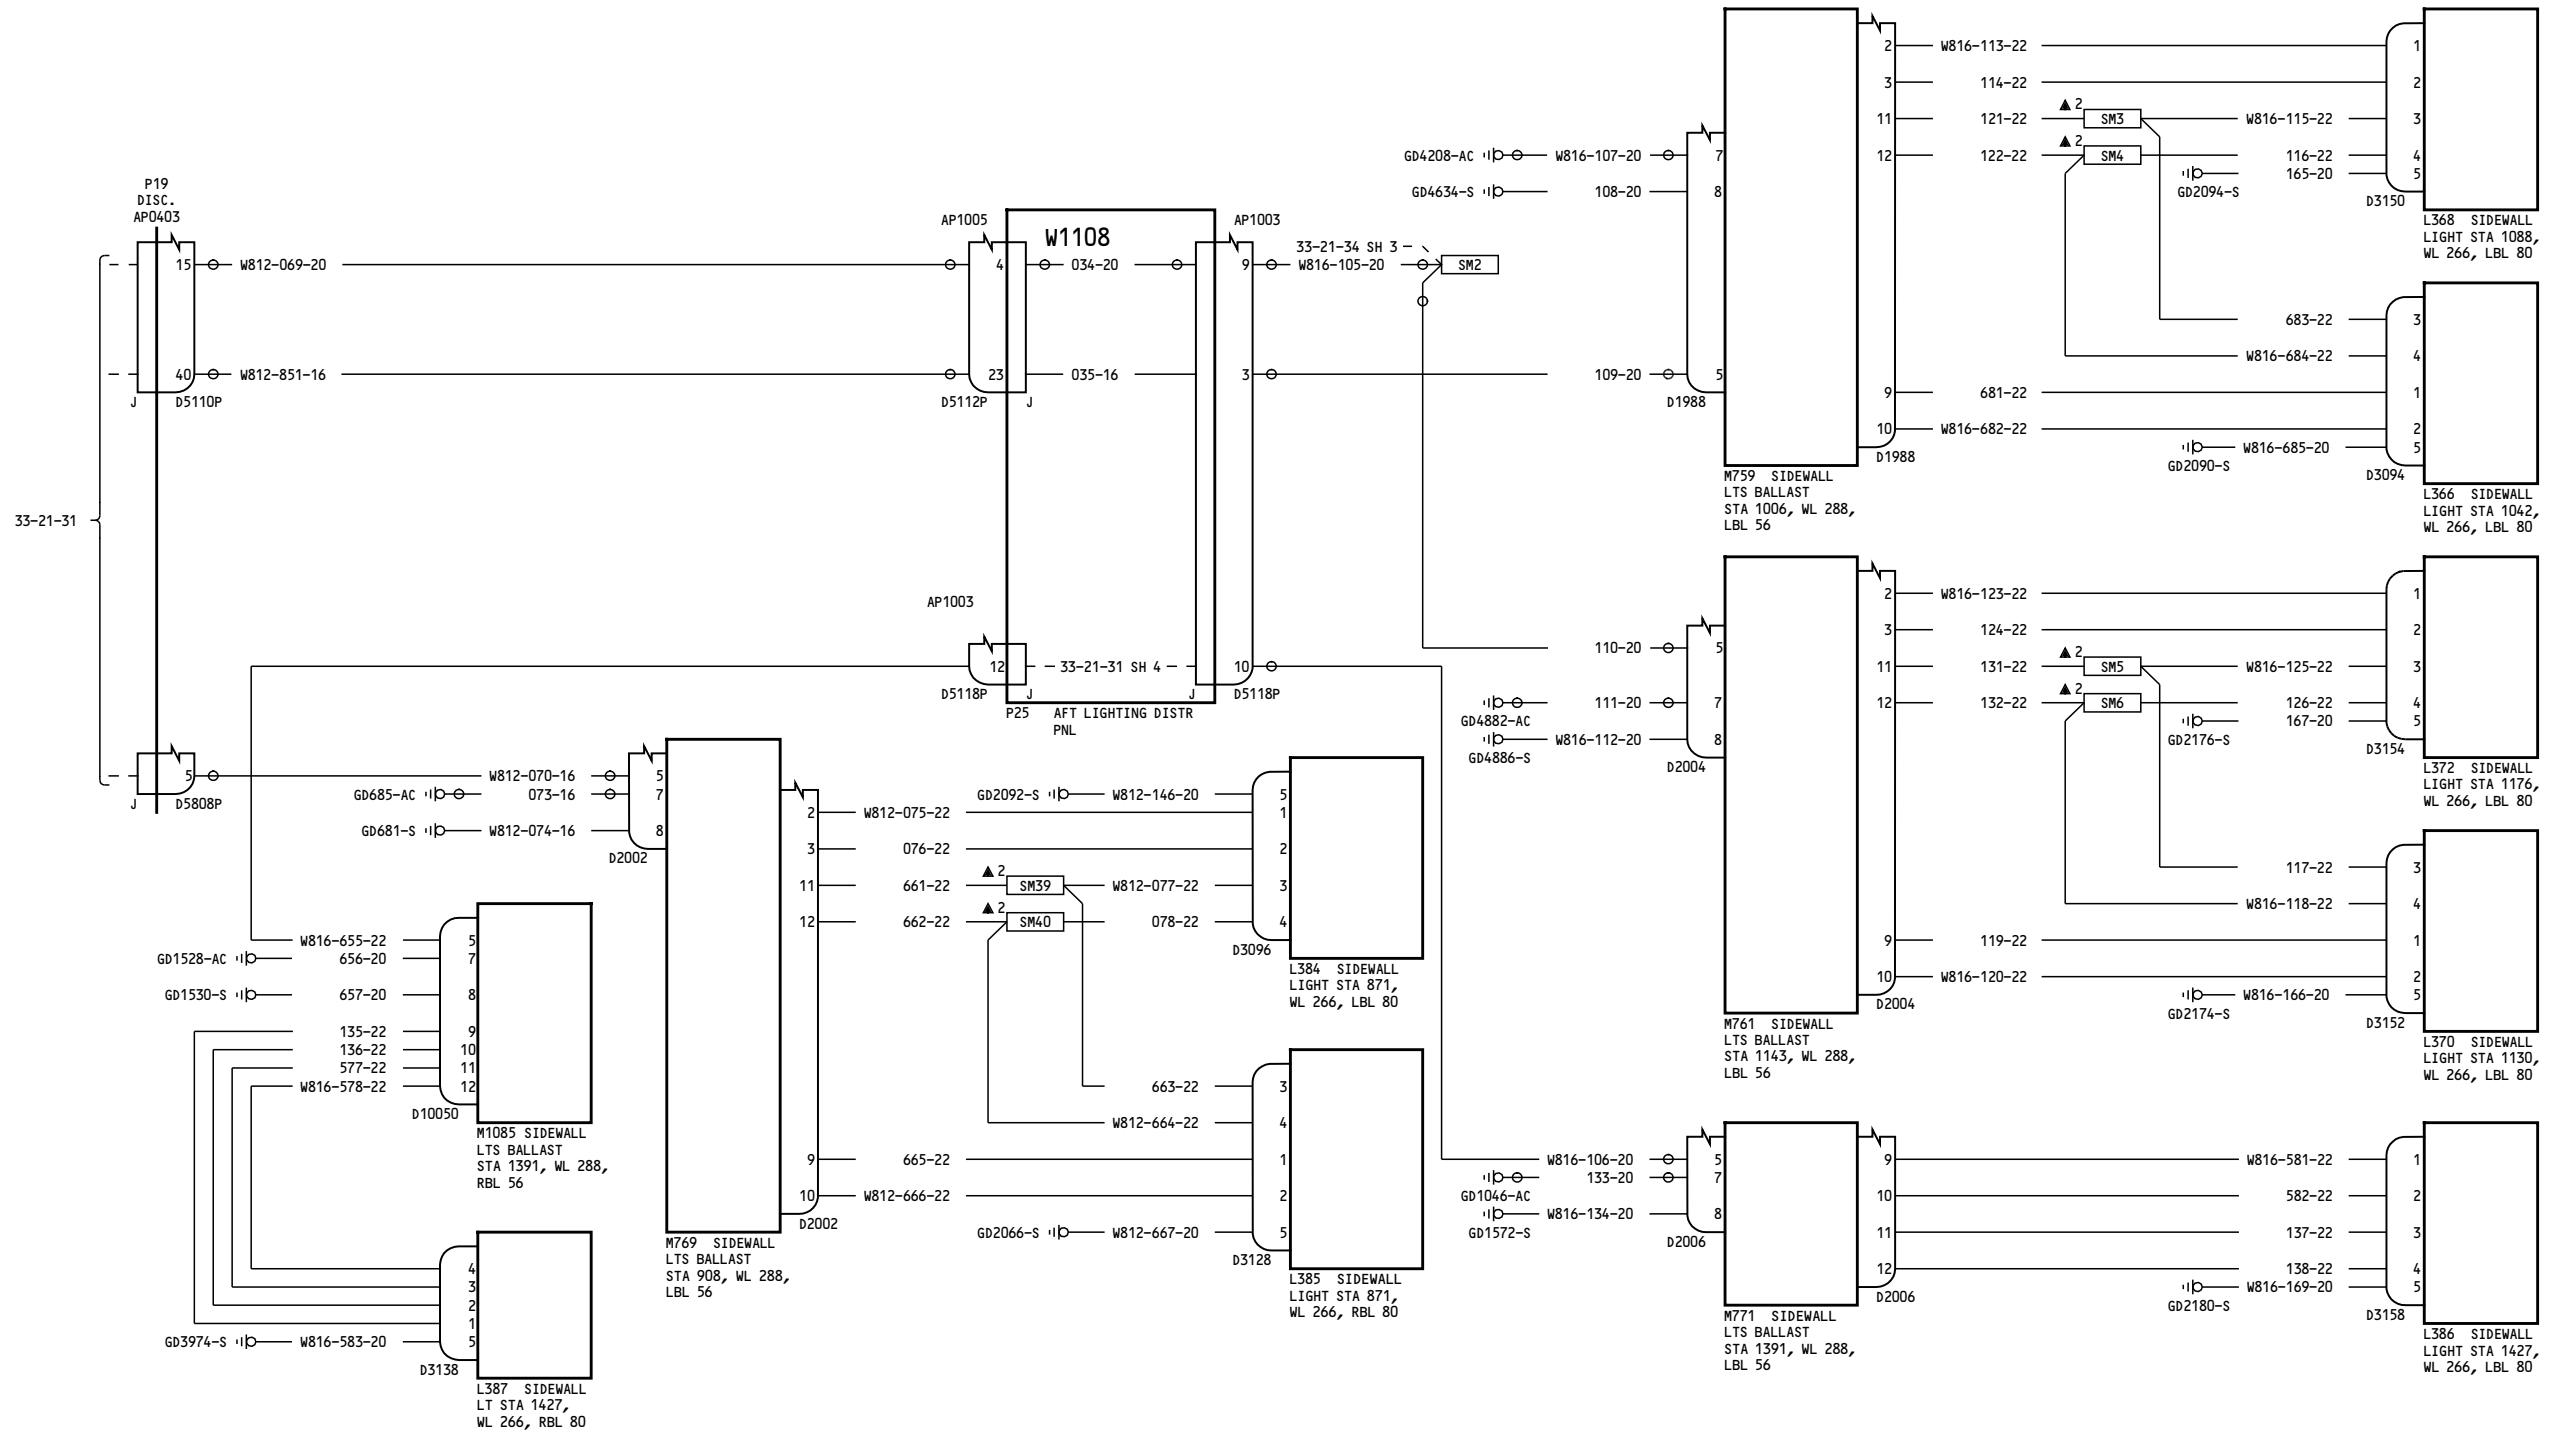 P19
DISC.
AP0403
15 W812-069-20
40 W812-851-16
J D5110P
33-21-31
5
J D5808P
AP1005
4
23
D5112P J
W1108
034-20
035-16
AP1003
9
3
10
J D5118P
AP1003
12
D5118P J
33-21-31 SH 4
P25 AFT LIGHTING DISTR
PNL
33-21-34 SH 3
W816-105-20 SM2
GD4208-AC W816-107-20 7
GD4634-S 108-20 8
109-20 5
D1988
2 W816-113-22 1
3 114-22 2
11 121-22 2 SM3 W816-115-22 3
12 122-22 2 SM4 116-22 4
GD2094-S 165-20 5
D3150
L368 SIDEWALL
LIGHT STA 1088,
WL 266, LBL 80
683-22 3
W816-684-22 4
9 681-22 1
10 W816-682-22 2
GD2090-S W816-685-20 5
D1988
D3094
M759 SIDEWALL
LTS BALLAST
STA 1006, WL 288,
LBL 56
L366 SIDEWALL
LIGHT STA 1042,
WL 266, LBL 80
110-20 5
GD4882-AC 111-20 7
GD4886-S W816-112-20 8
D2004
2 W816-123-22 1
3 124-22 2
11 131-22 2 SM5 W816-125-22 3
12 132-22 2 SM6 126-22 4
GD2176-S 167-20 5
D3154
L372 SIDEWALL
LIGHT STA 1176,
WL 266, LBL 80
117-22 3
W816-118-22 4
9 119-22 1
10 W816-120-22 2
GD2174-S W816-166-20 5
D2004
D3152
M761 SIDEWALL
LTS BALLAST
STA 1143, WL 288,
LBL 56
L370 SIDEWALL
LIGHT STA 1130,
WL 266, LBL 80
W816-106-20 5
GD1046-AC 133-20 7
GD1572-S W816-134-20 8
D2006
9 W816-581-22 1
10 582-22 2
11 137-22 3
12 138-22 4
GD2180-S W816-169-20 5
D2006
D3158
M771 SIDEWALL
LTS BALLAST
STA 1391, WL 288,
LBL 56
L386 SIDEWALL
LIGHT STA 1427,
WL 266, LBL 80
W812-070-16 5
GD685-AC 073-16 7
GD681-S W812-074-16 8
D2002
GD2092-S W812-146-20 5
2 W812-075-22 1
3 076-22 2
11 661-22 2 SM39 W812-077-22 3
12 662-22 2 SM40 078-22 4
D3096
L384 SIDEWALL
LIGHT STA 871,
WL 266, LBL 80
663-22 3
W812-664-22 4
9 665-22 1
10 W812-666-22 2
D2002
GD2066-S W812-667-20 5
D3128
M769 SIDEWALL
LTS BALLAST
STA 908, WL 288,
LBL 56
L385 SIDEWALL
LIGHT STA 871,
WL 266, RBL 80
W816-655-22 5
GD1528-AC 656-20 7
GD1530-S 657-20 8
135-22 9
136-22 10
577-22 11
W816-578-22 12
D10050
M1085 SIDEWALL
LTS BALLAST
STA 1391, WL 288,
RBL 56
4
3
2
1
GD3974-S W816-583-20 5
D3138
L387 SIDEWALL
LT STA 1427,
WL 266, RBL 80